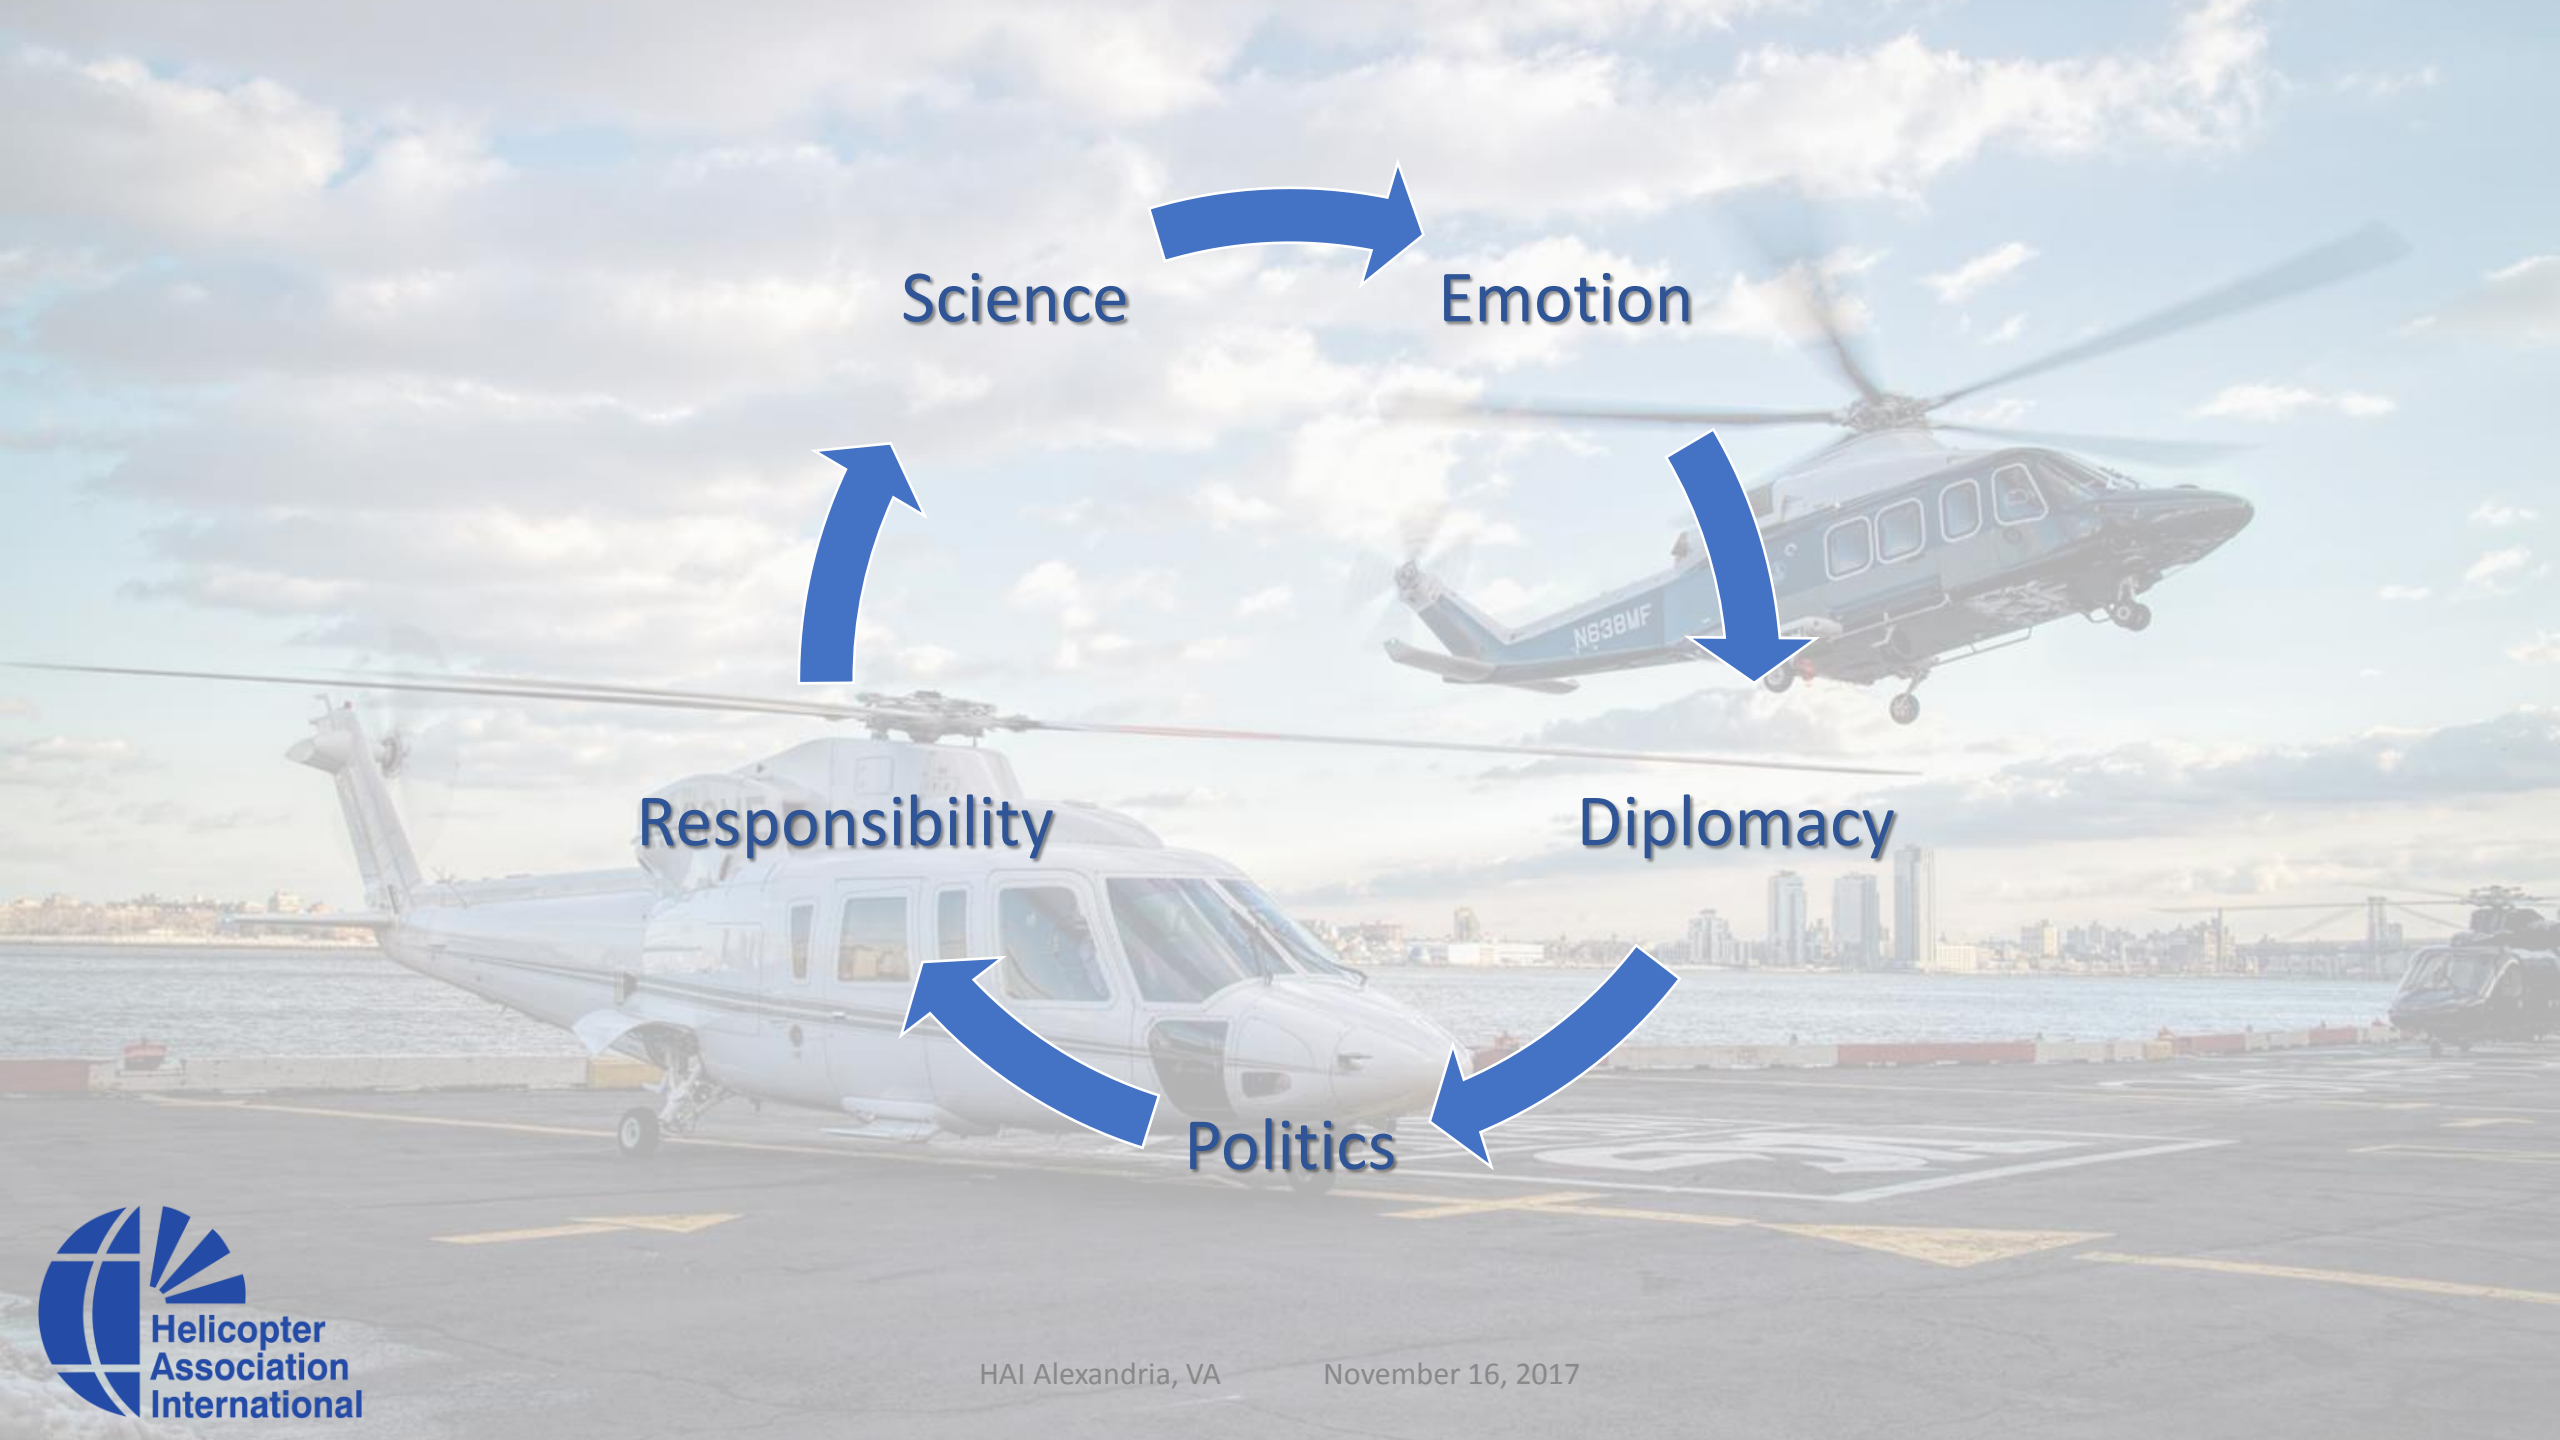 Science
Emotion
N638MF
Responsibility
Diplomacy
Politics
Helicopter
Association
International
HAI Alexandria, VA November 16, 2017